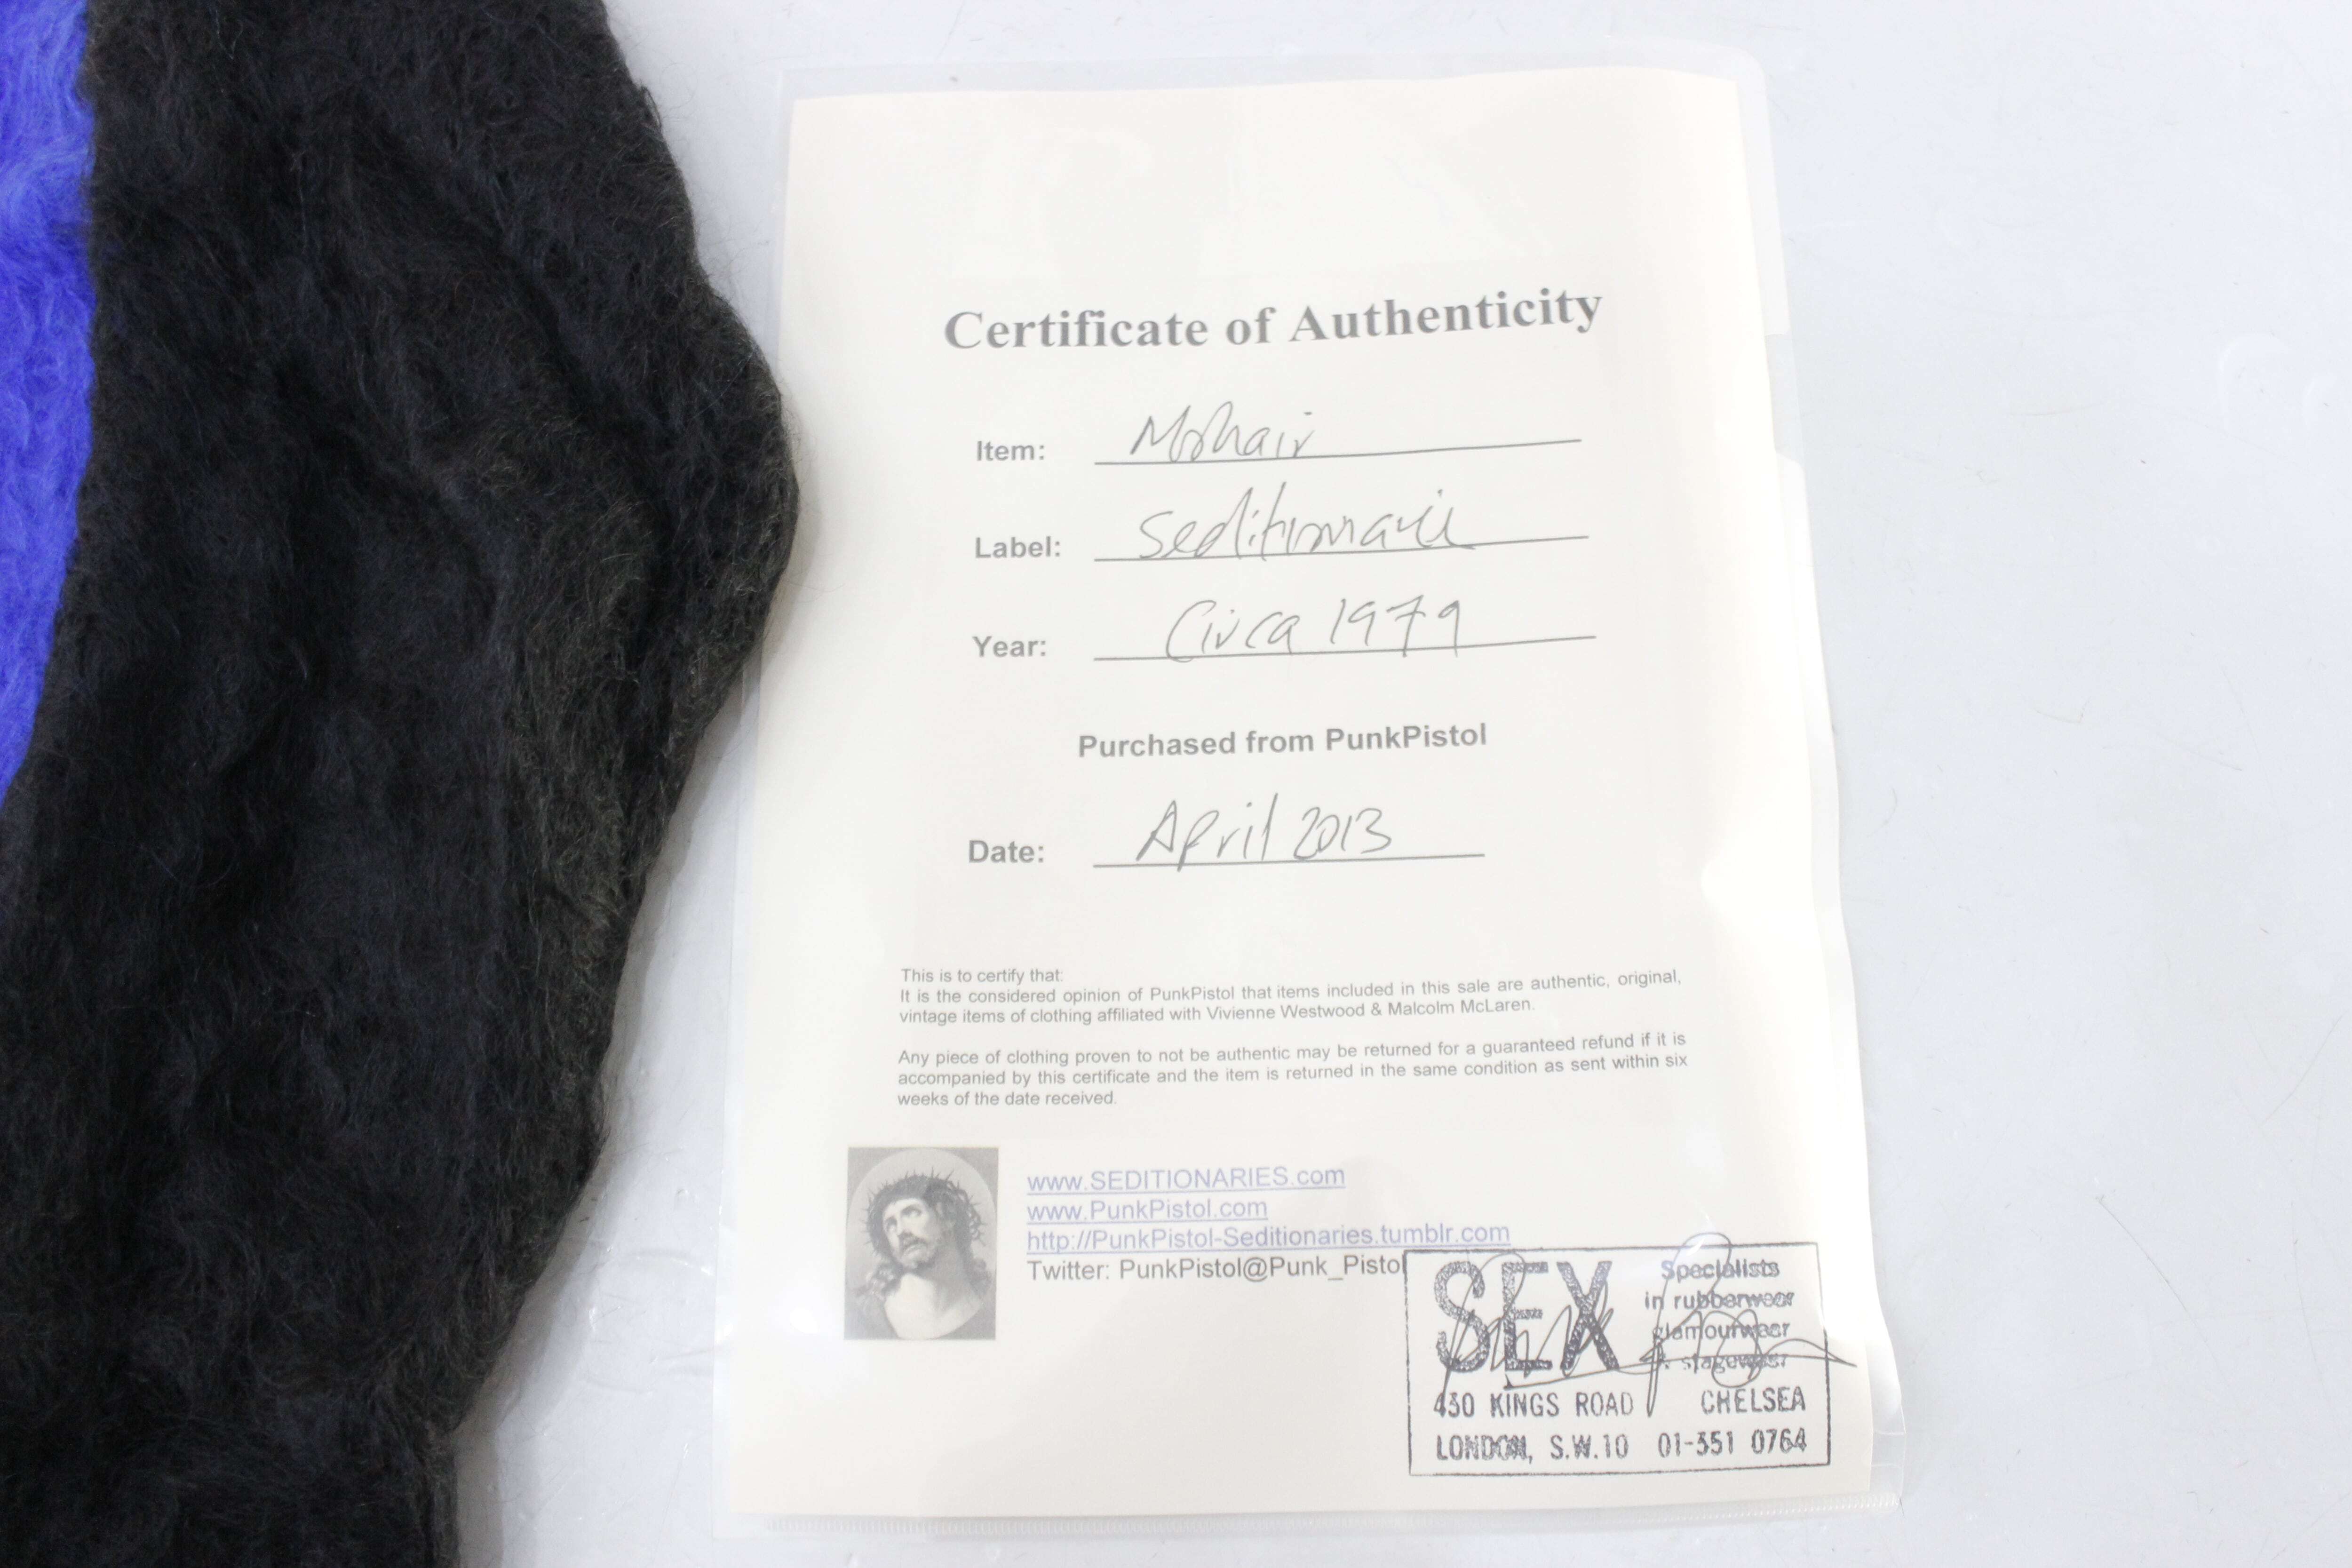 Certificate of Authenticity
Item: Mohair
Label: Seditionarie
Year: Circa 1979
Purchased from PunkPistol
Date: April 2013
This is to certify that:
It is the considered opinion of PunkPistol that items included in this sale are authentic, original,
vintage items of clothing affiliated with Vivienne Westwood & Malcolm McLaren.
Any piece of clothing proven to not be authentic may be returned for a guaranteed refund if it is
accompanied by this certificate and the item is returned in the same condition as sent within six
weeks of the date received.
www.SEDITIONARIES.com
www.PunkPistol.com
http://PunkPistol-Seditionaries.tumblr.com
Twitter: PunkPistol@Punk_Pistol
SEX
Specialists
in rubberwear
glamourwear
& stagewear
430 KINGS ROAD CHELSEA
LONDON, S.W.10 01-351 0764